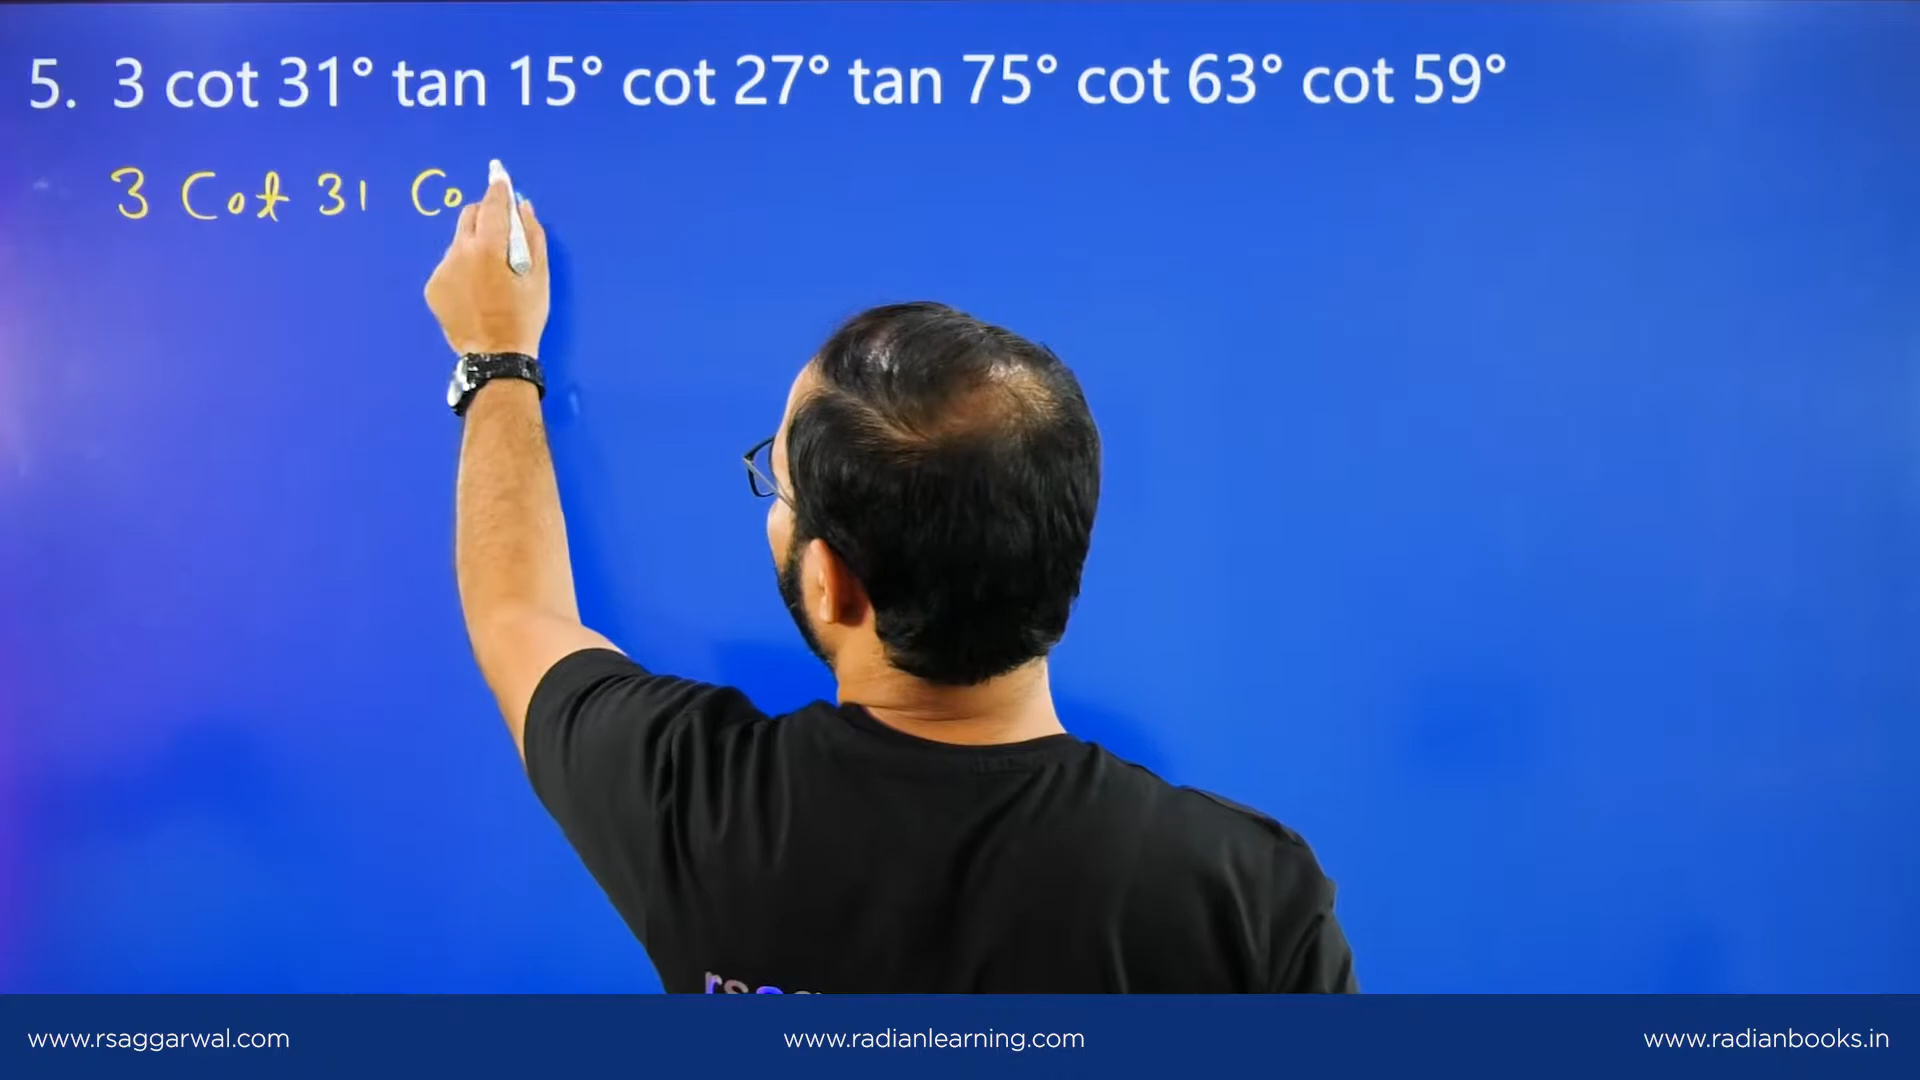 5. 3 cot 31° tan 15° cot 27° tan 75° cot 63° cot 59°
3 Cot 31 Co
www.rsaggarwal.com www.radianlearning.com www.radianbooks.in